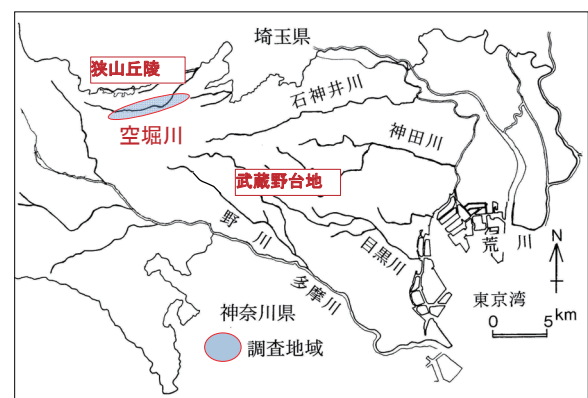 埼玉県
狭山丘陵
石神井川
空堀川
神田川
武蔵野台地
野川
目黒川
荒川
多摩川
N
東京湾
神奈川県
0 5 km
調査地域